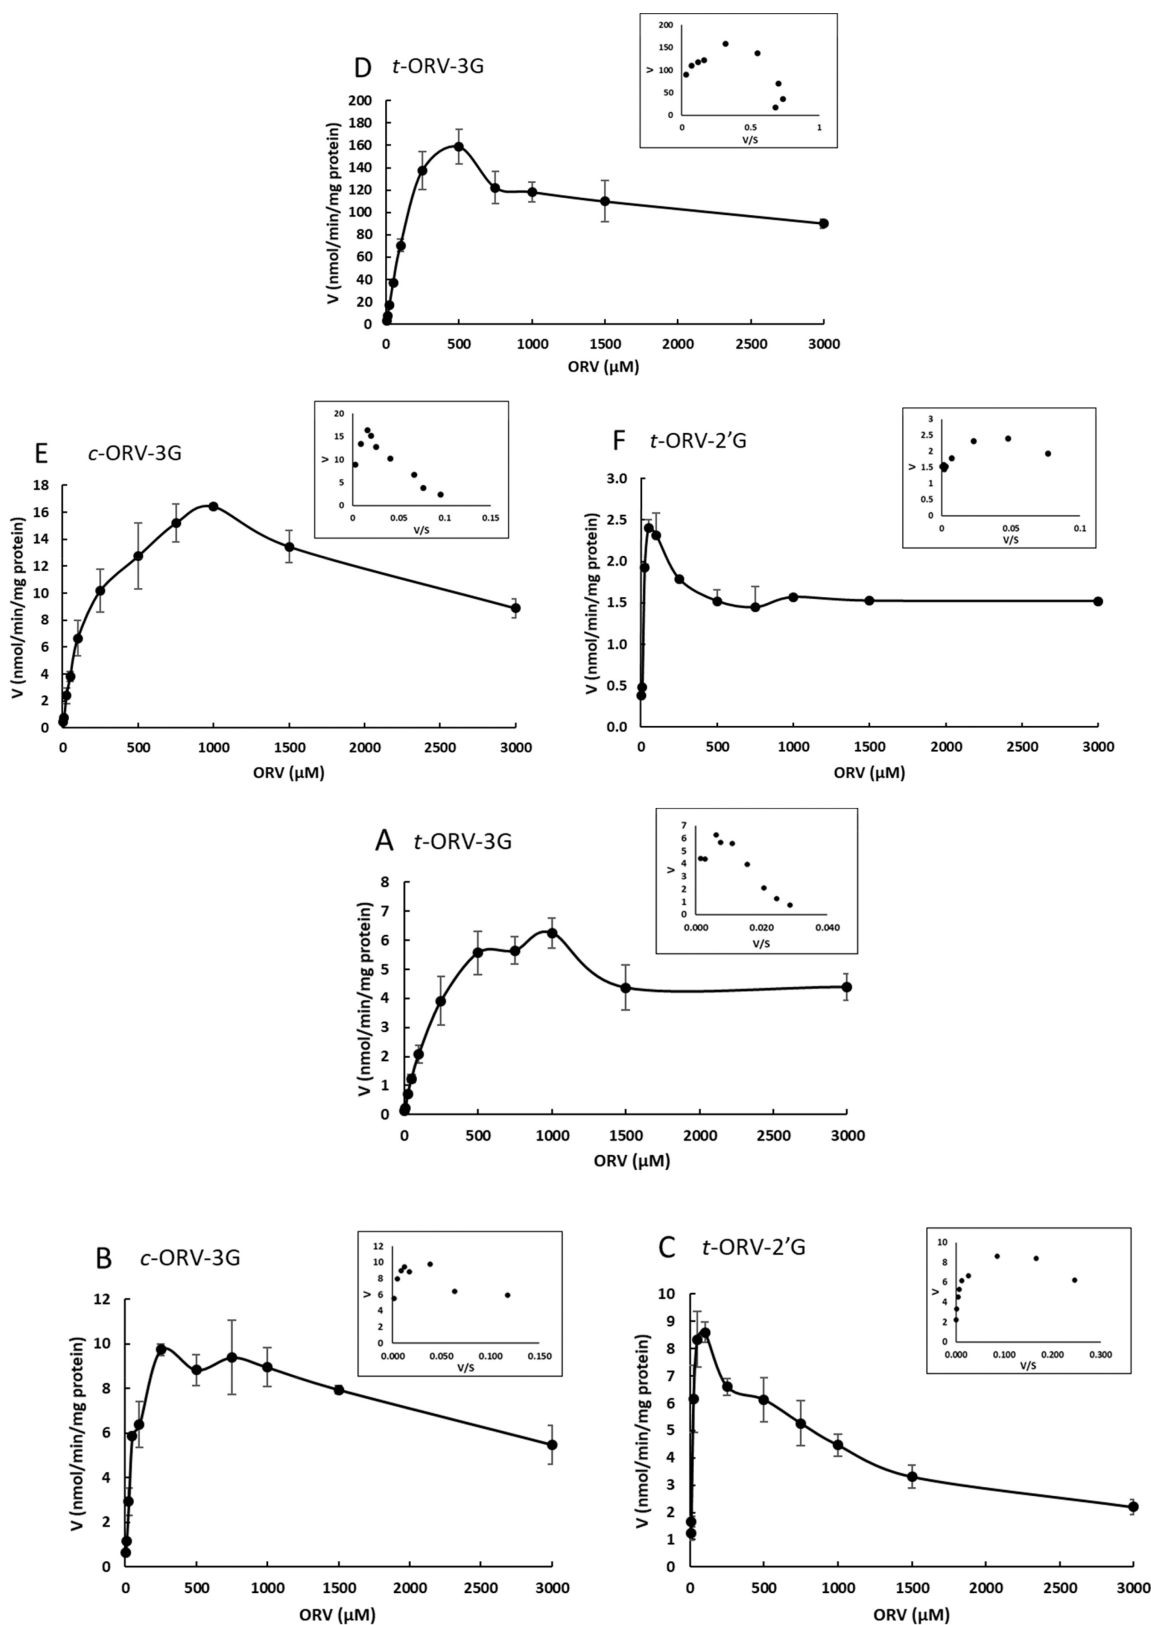 D t-ORV-3G
V (nmol/min/mg protein)
200
180
160
140
120
100
80
60
40
20
0
0 500 1000 1500 2000 2500 3000
ORV (µM)
V
200
150
100
50
0
0 0.5 1
V/S
E c-ORV-3G
V (nmol/min/mg protein)
18
16
14
12
10
8
6
4
2
0
0 500 1000 1500 2000 2500 3000
ORV (µM)
V
20
15
10
5
0
0 0.05 0.1 0.15
V/S
F t-ORV-2’G
V (nmol/min/mg protein)
3.0
2.5
2.0
1.5
1.0
0.5
0.0
0 500 1000 1500 2000 2500 3000
ORV (µM)
V
3
2.5
2
1.5
1
0.5
0
0 0.05 0.1
V/S
A t-ORV-3G
V (nmol/min/mg protein)
8
7
6
5
4
3
2
1
0
0 500 1000 1500 2000 2500 3000
ORV (µM)
V
7
6
5
4
3
2
1
0
0.000 0.020 0.040
V/S
B c-ORV-3G
V (nmol/min/mg protein)
12
10
8
6
4
2
0
0 500 1000 1500 2000 2500 3000
ORV (µM)
V
12
10
8
6
4
2
0
0.000 0.050 0.100 0.150
V/S
C t-ORV-2’G
V (nmol/min/mg protein)
10
9
8
7
6
5
4
3
2
1
0
0 500 1000 1500 2000 2500 3000
ORV (µM)
V
10
8
6
4
2
0
0.000 0.100 0.200 0.300
V/S